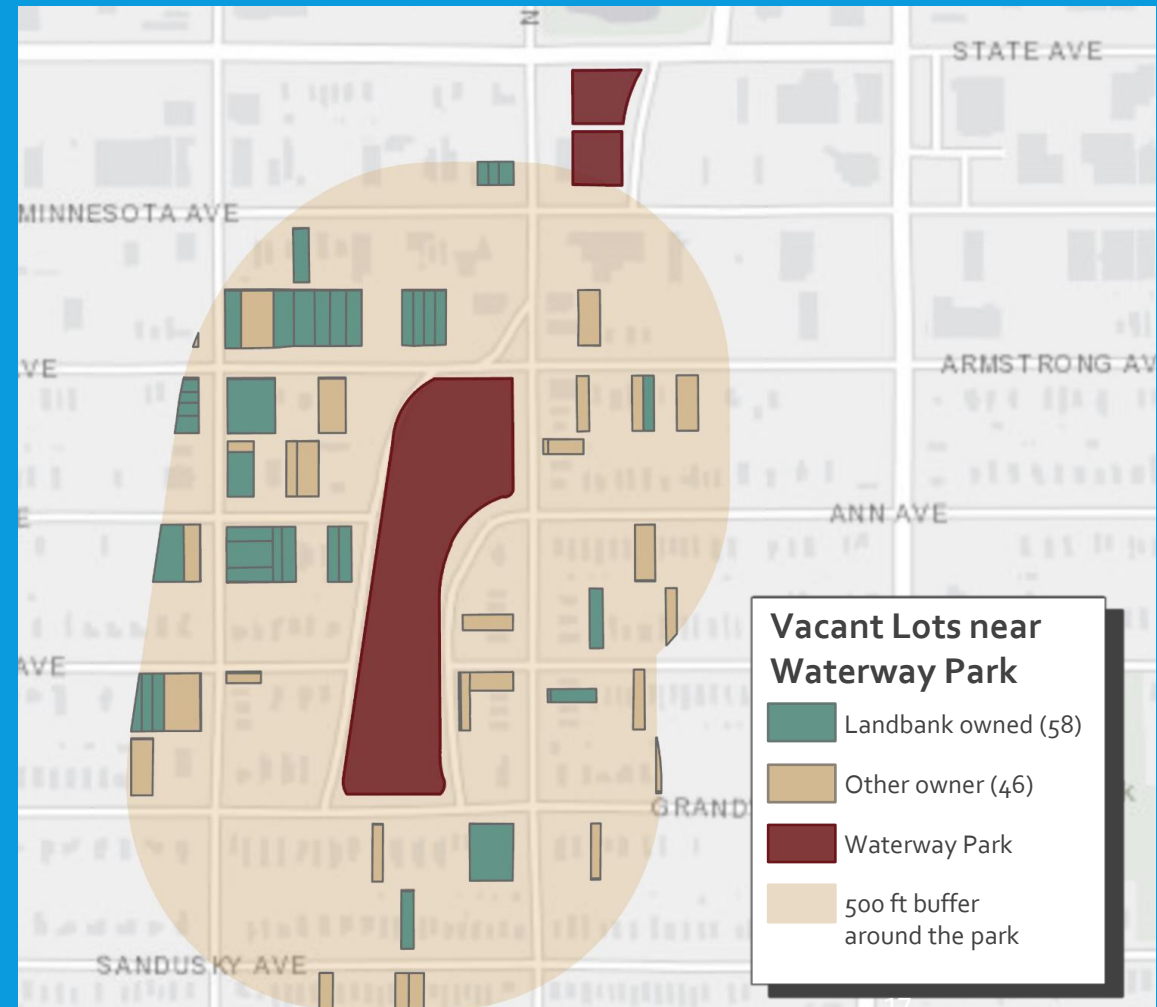 N
STATE AVE
MINNESOTA AVE
VE
ARMSTRONG AV
E
ANN AVE
AVE
GRAND
K
SANDUSKY AVE
Vacant Lots near
Waterway Park
Landbank owned (58)
Other owner (46)
Waterway Park
500 ft buffer
around the park
17